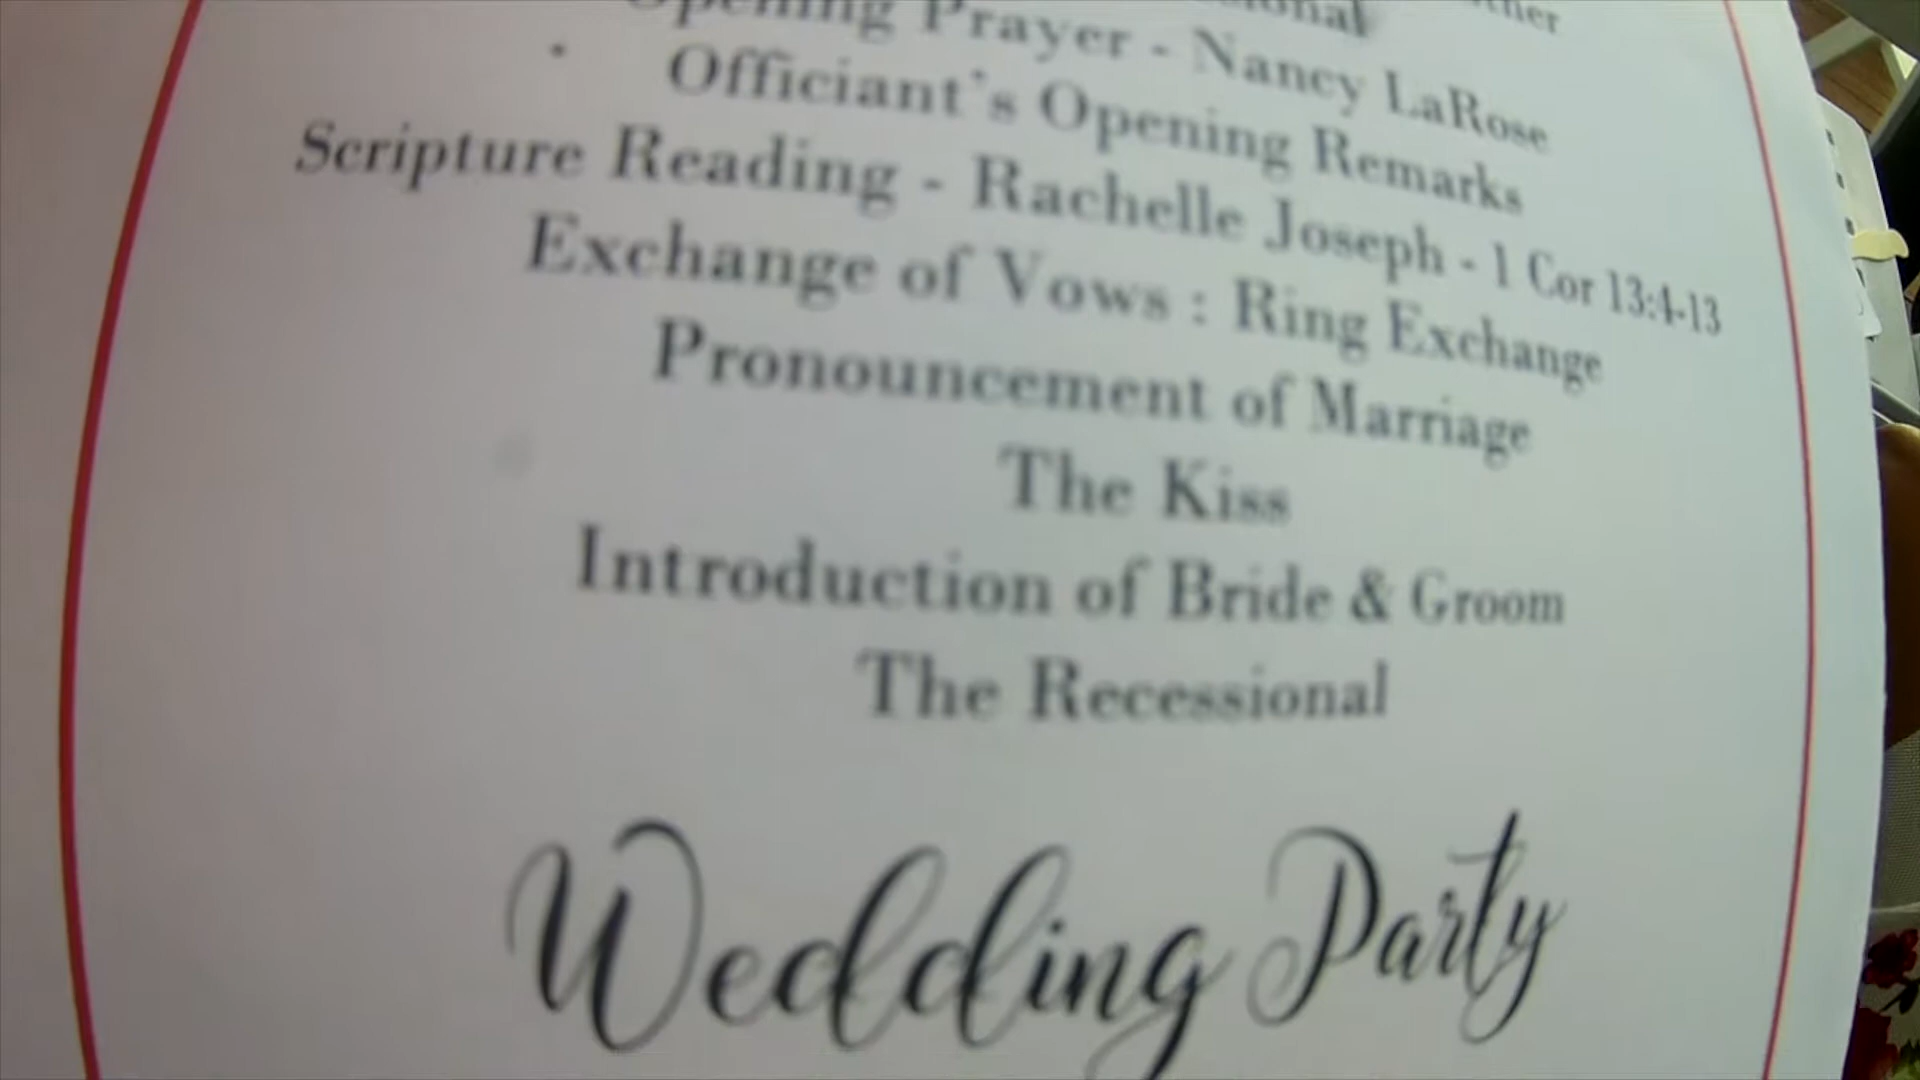 Opening Prayer - Nancy LaRose
Officiant's Opening Remarks
Scripture Reading - Rachelle Joseph - 1 Cor 13:4-13
Exchange of Vows : Ring Exchange
Pronouncement of Marriage
The Kiss
Introduction of Bride & Groom
The Recessional
Wedding Party